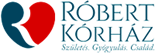 RÓBERT
KÓRHÁZ
Születés. Gyógyulás. Család.